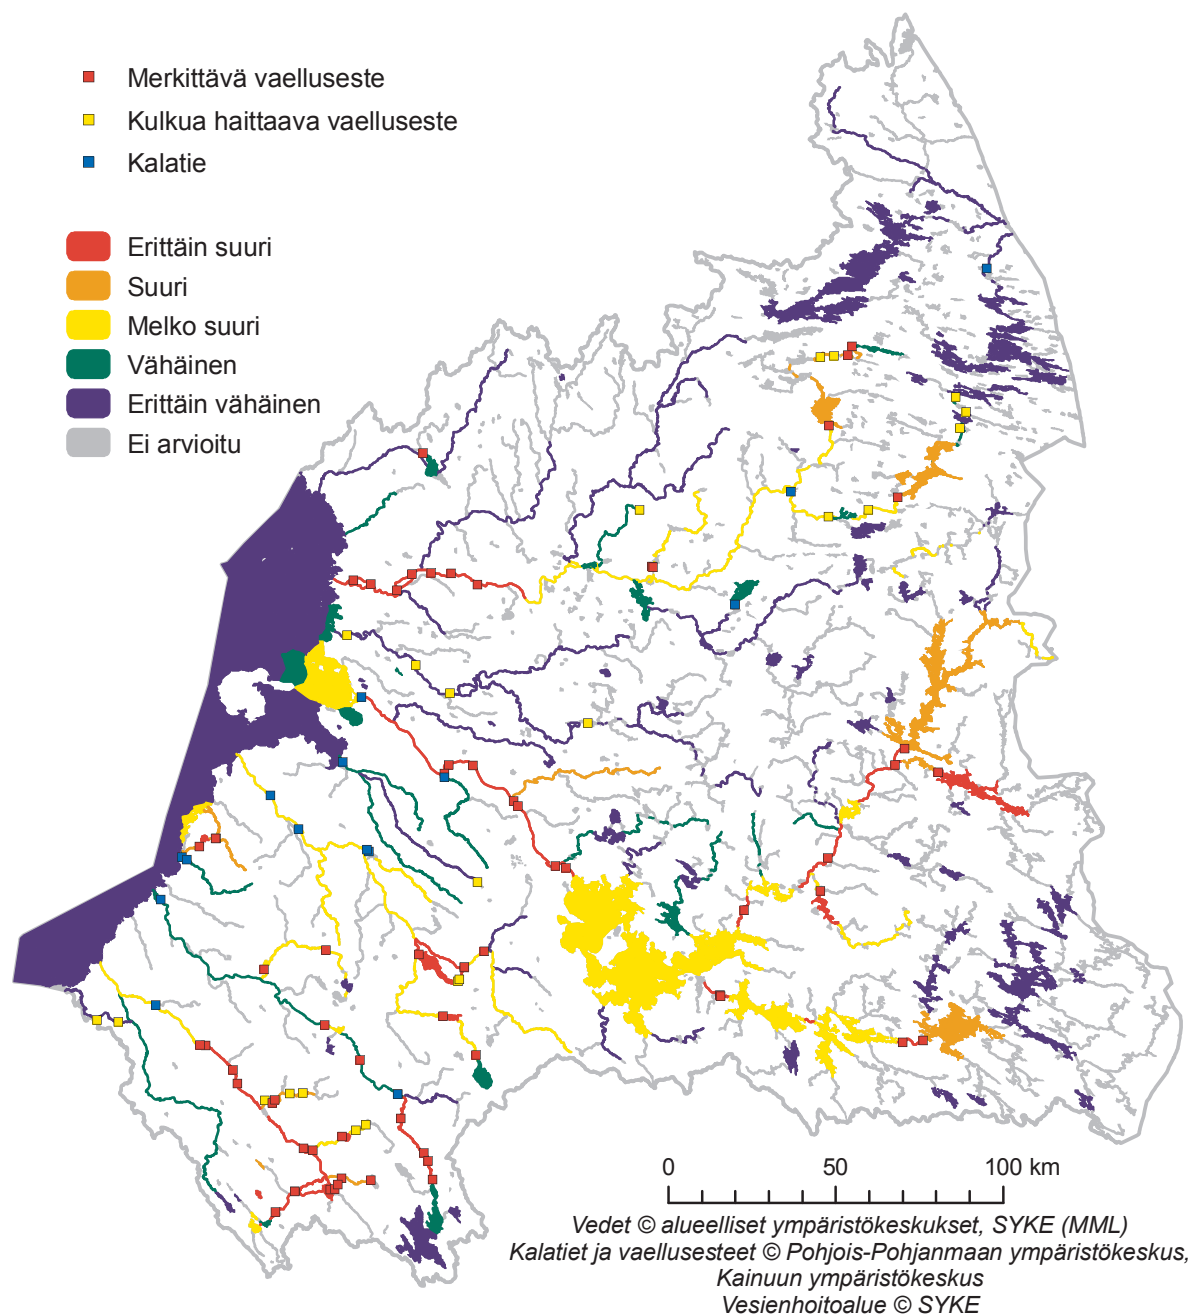 Merkittävä vaelluseste
Kulkua haittaava vaelluseste
Kalatie
Erittäin suuri
Suuri
Melko suuri
Vähäinen
Erittäin vähäinen
Ei arvioitu
0 50 100 km
Vedet © alueelliset ympäristökeskukset, SYKE (MML)
Kalatiet ja vaellusesteet © Pohjois-Pohjanmaan ympäristökeskus,
Kainuun ympäristökeskus
Vesienhoitoalue © SYKE